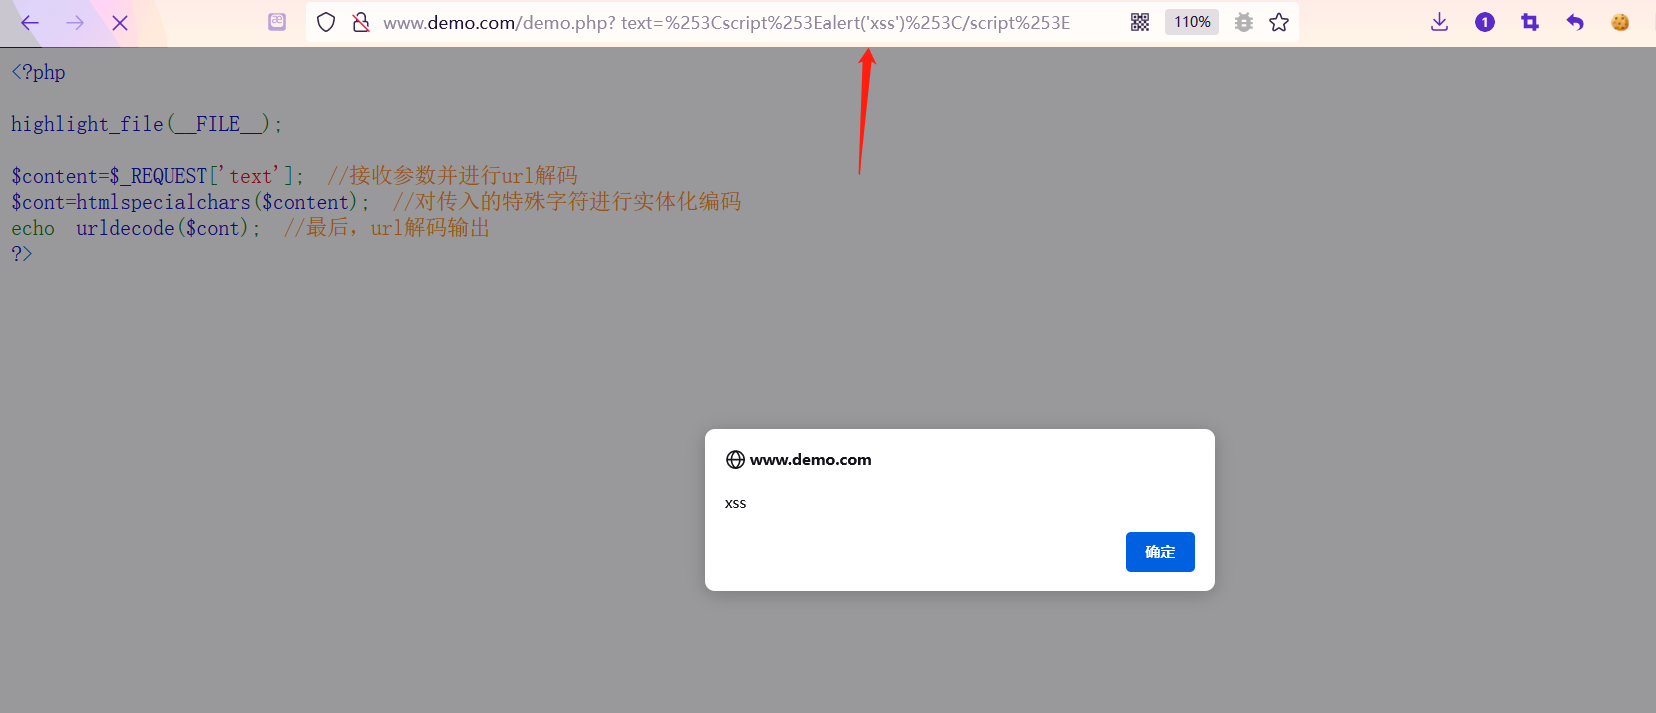 www.demo.com/demo.php? text=%253Cscript%253Ealert('xss')%253C/script%253E
110%
1
<?php
highlight_file(__FILE__);
$content=$_REQUEST['text'];  //接收参数并进行url解码
$cont=htmlspecialchars($content);  //对传入的特殊字符进行实体化编码
echo  urldecode($cont);  //最后，url解码输出
?>
www.demo.com
xss
确定